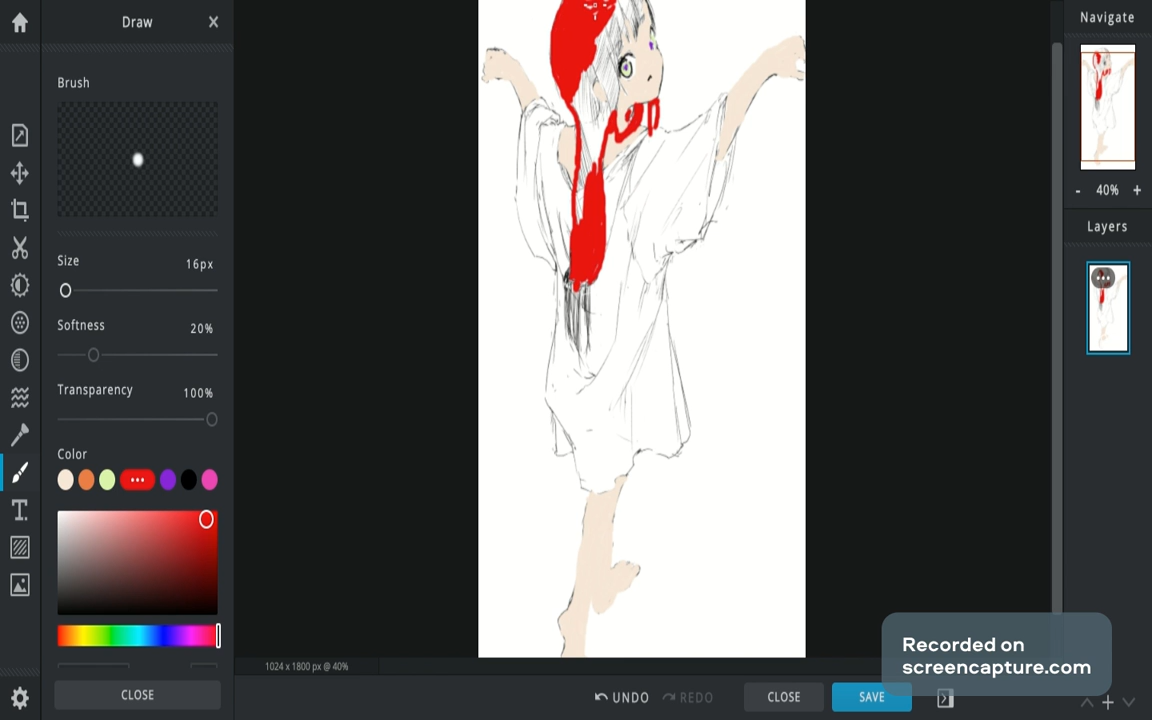 Draw
Navigate
Brush
- 40% +
Layers
Size 16px
Softness 20%
Transparency 100%
Color
1024 x 1800 px @ 40%
CLOSE
UNDO REDO CLOSE SAVE
Recorded on
screencapture.com